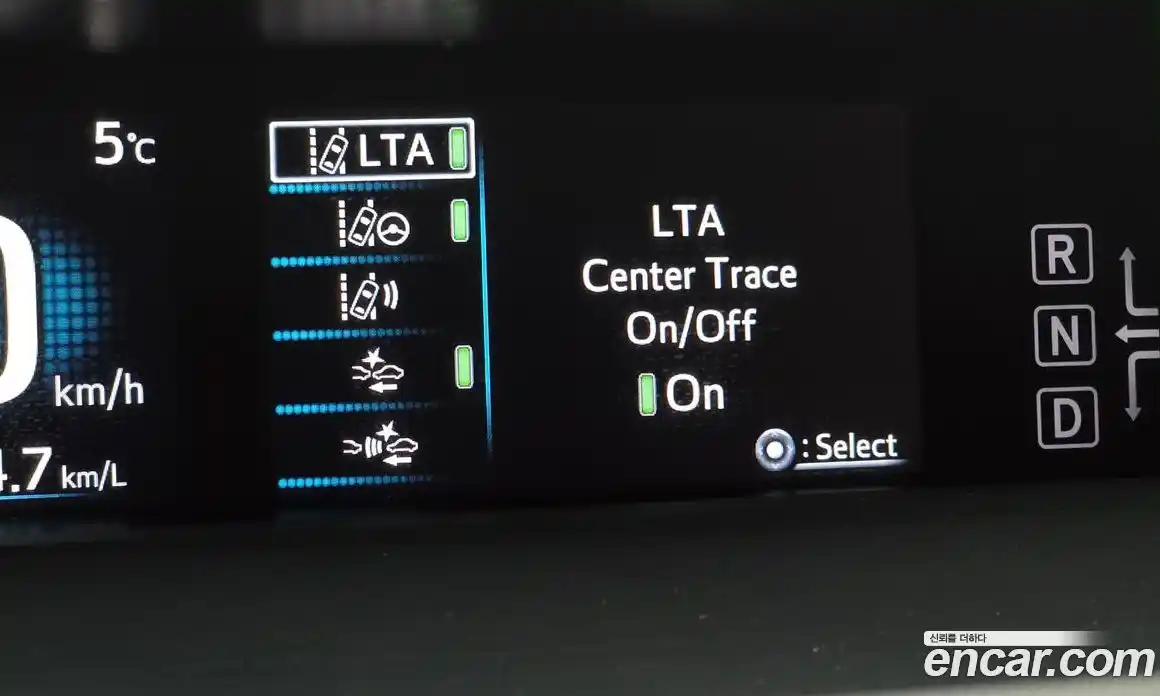 5°C
LTA
LTA
Center Trace
On/Off
On
: Select
km/h
.7 km/L
R
N
D
신뢰를 더하다
encar.com